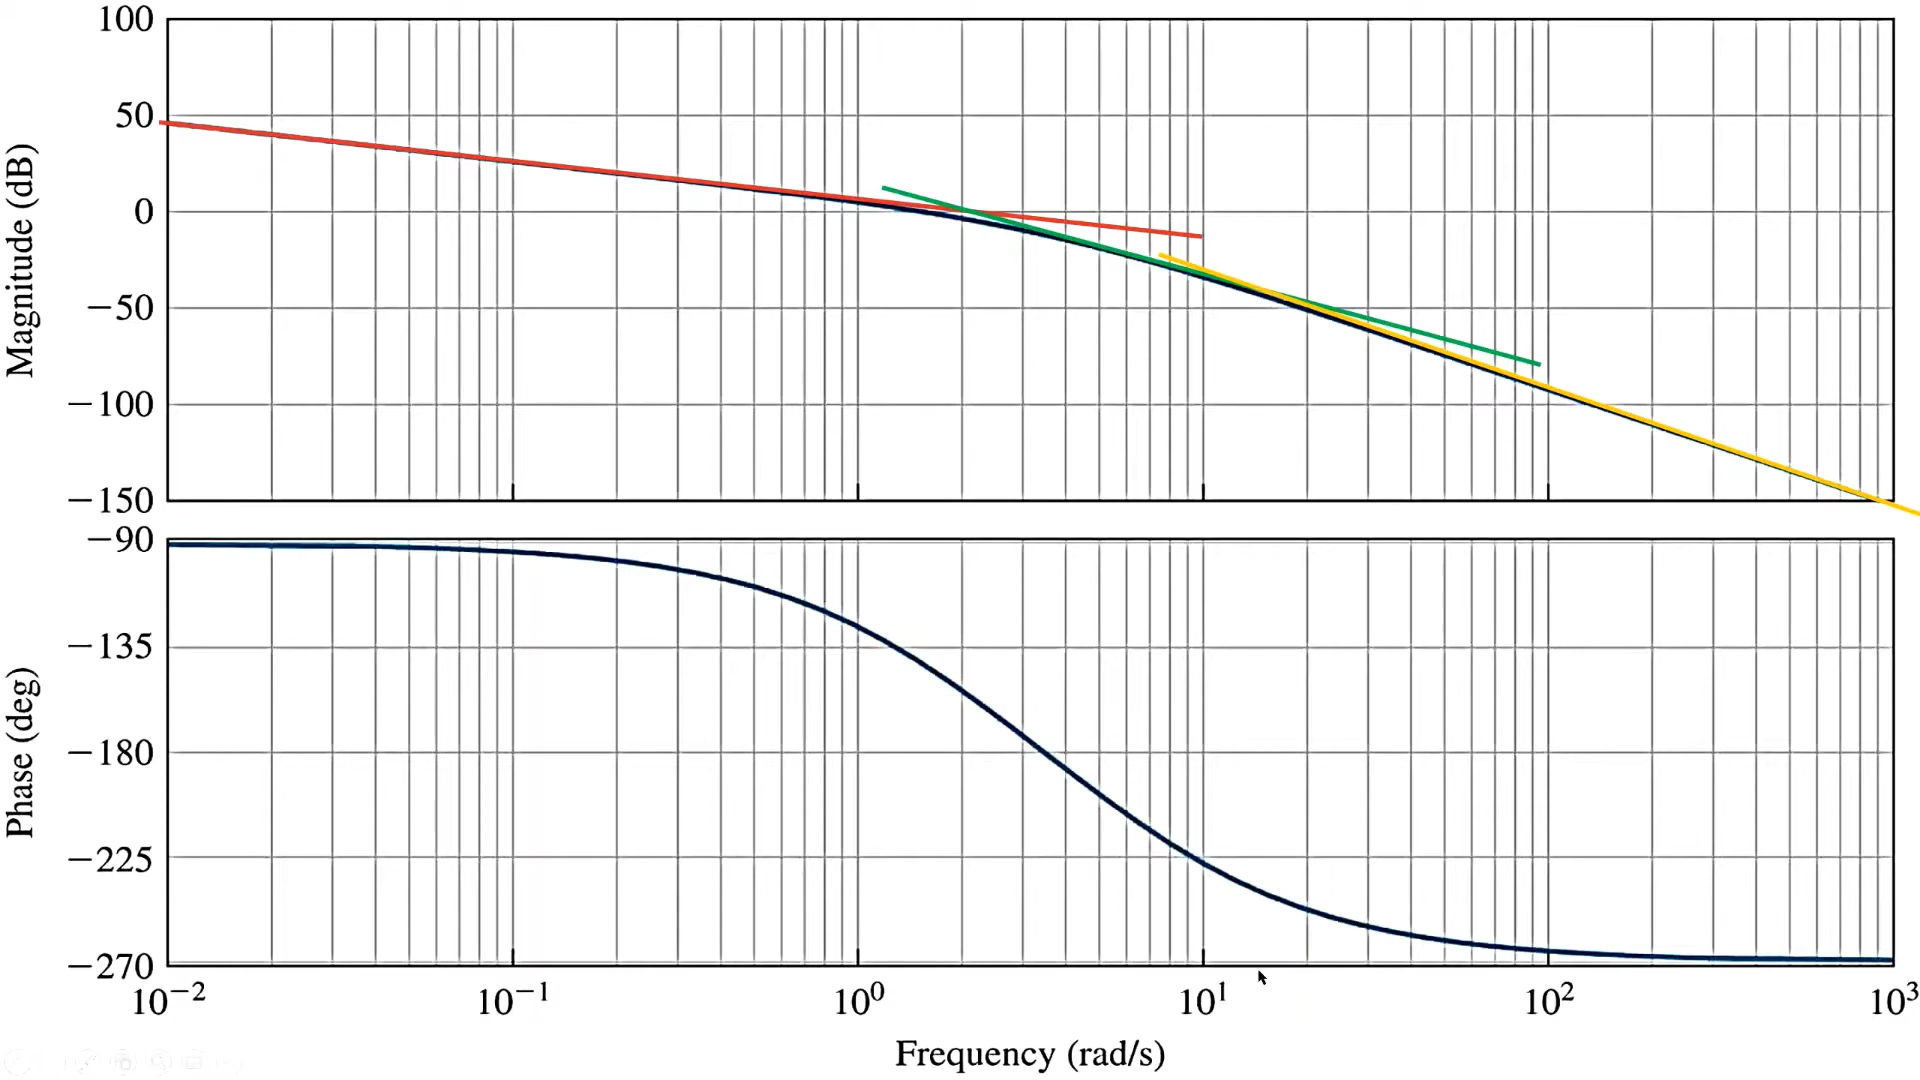 100
50
0
−50
−100
−150
Magnitude (dB)
−90
−135
−180
−225
−270
Phase (deg)
10⁻² 10⁻¹ 10⁰ 10¹ 10² 10³
Frequency (rad/s)